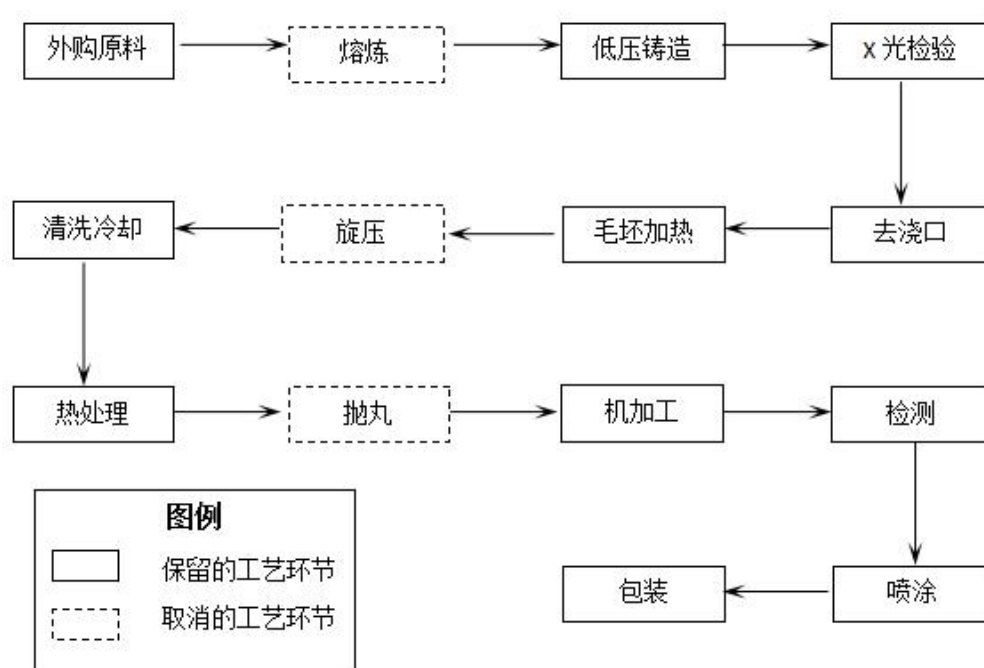 外购原料
熔炼
低压铸造
x 光检验
清洗冷却
旋压
毛坯加热
去浇口
热处理
抛丸
机加工
检测
图例
保留的工艺环节
取消的工艺环节
包装
喷涂